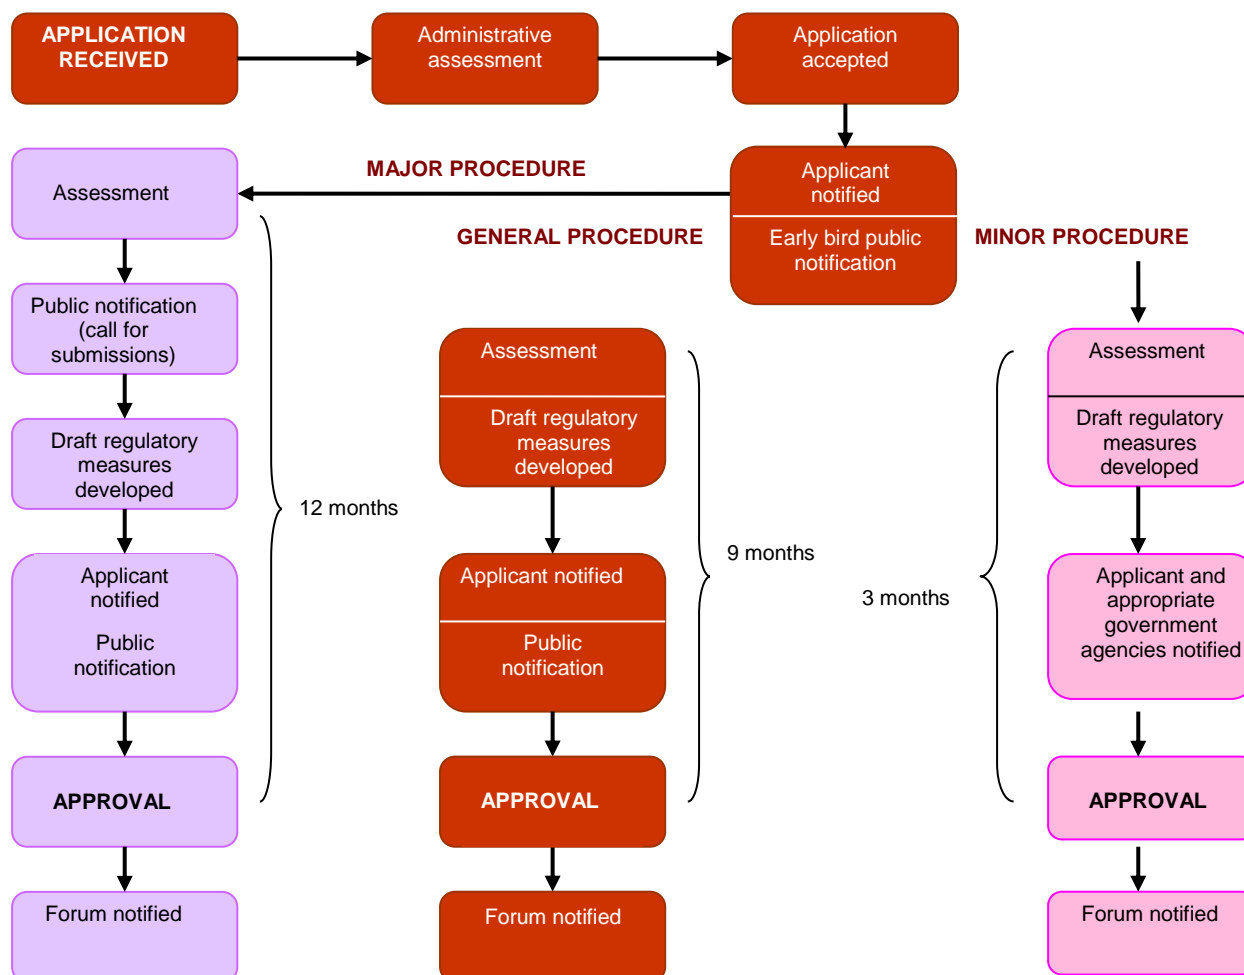 APPLICATION
RECEIVED
Administrative
assessment
Application
accepted
MAJOR PROCEDURE
Applicant
notified
Early bird public
notification
GENERAL PROCEDURE
MINOR PROCEDURE
Assessment
Public notification
(call for
submissions)
Draft regulatory
measures
developed
Applicant
notified
Public
notification
APPROVAL
Forum notified
12 months
Assessment
Draft regulatory
measures
developed
Applicant notified
Public
notification
APPROVAL
Forum notified
9 months
3 months
Assessment
Draft regulatory
measures
developed
Applicant and
appropriate
government
agencies notified
APPROVAL
Forum notified